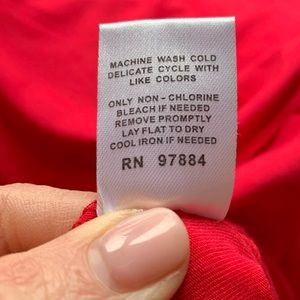 MACHINE WASH COLD
DELICATE CYCLE WITH
LIKE COLORS
ONLY NON - CHLORINE
BLEACH IF NEEDED
REMOVE PROMPTLY
LAY FLAT TO DRY
COOL IRON IF NEEDED
RN 97884